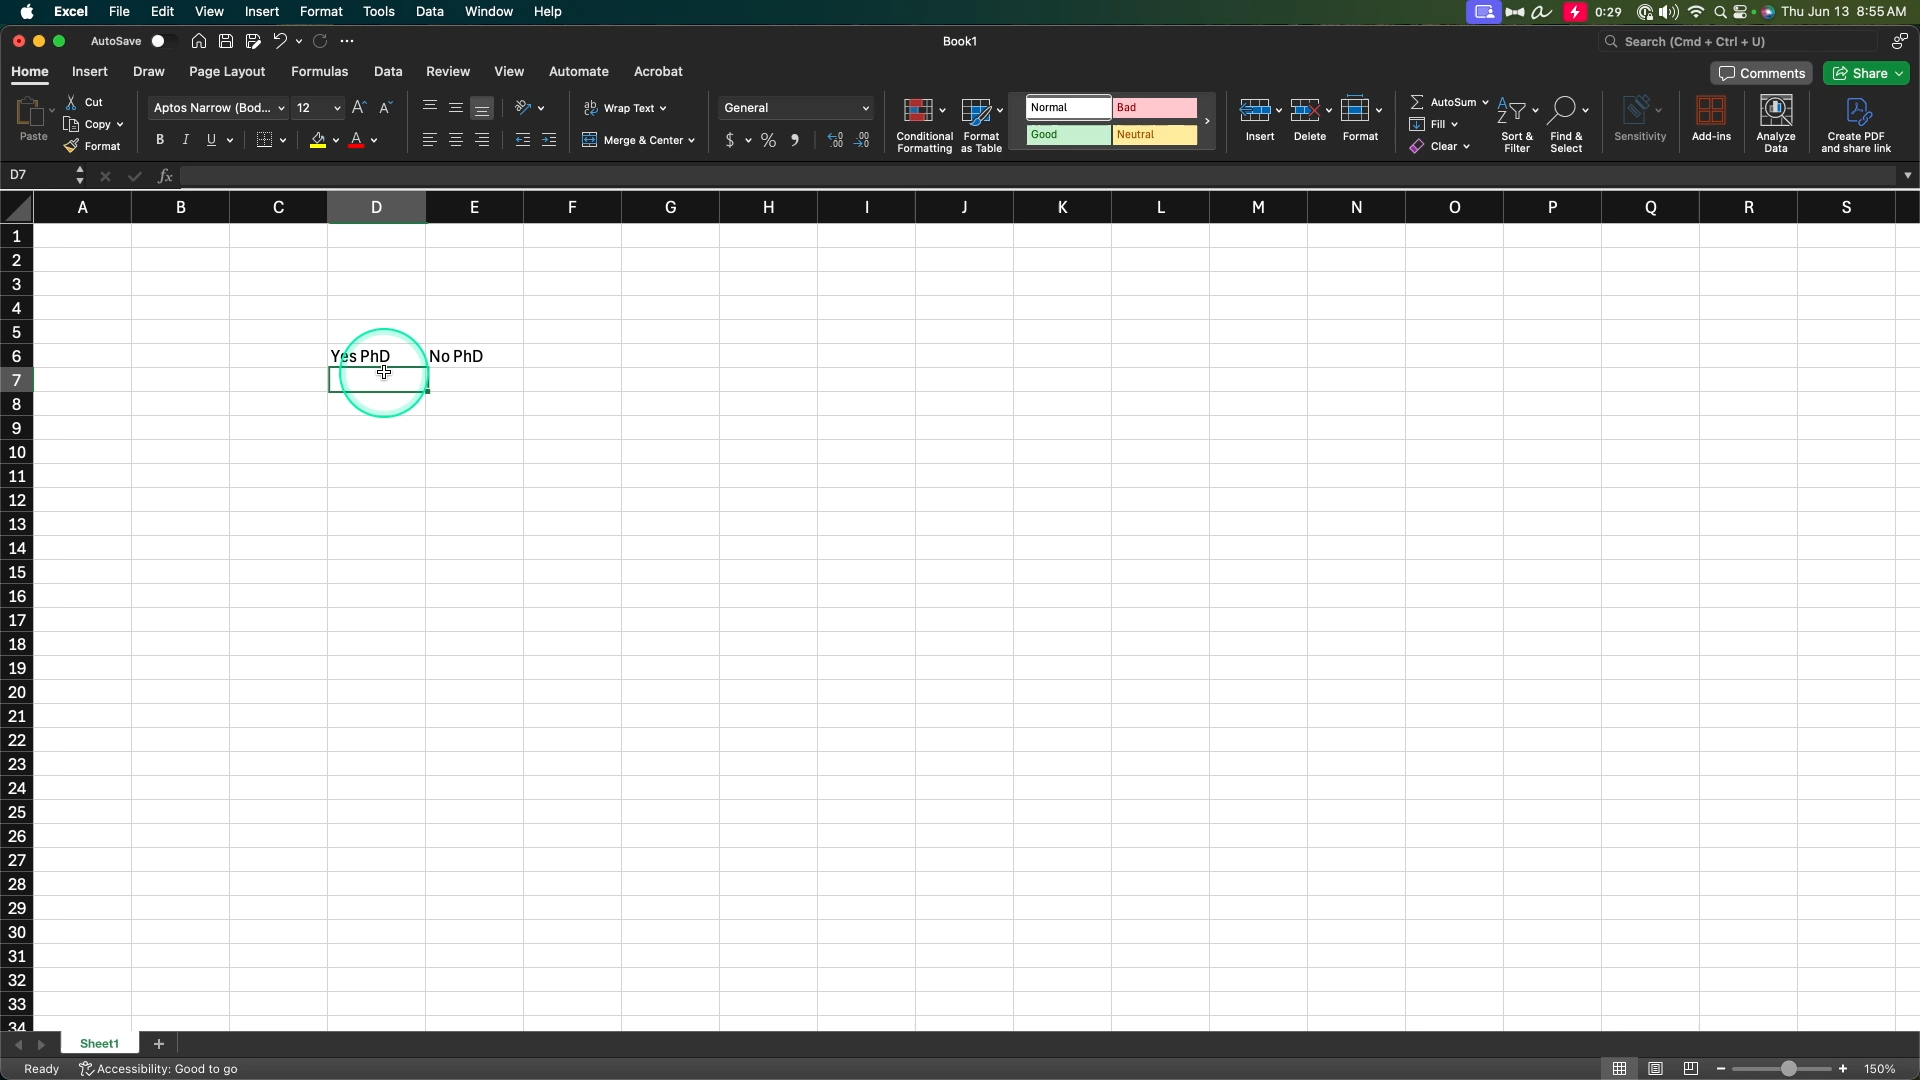 Excel File Edit View Insert Format Tools Data Window Help 0:29 Thu Jun 13 8:55 AM
AutoSave Book1 Search (Cmd + Ctrl + U)
Home Insert Draw Page Layout Formulas Data Review View Automate Acrobat Comments Share
Paste Cut Copy Format
Aptos Narrow (Bod... 12
B I U
Wrap Text
Merge & Center
General
$ % 9
Conditional Formatting
Format as Table
Normal Bad
Good Neutral
Insert Delete Format
AutoSum
Fill
Clear
Sort & Filter
Find & Select
Sensitivity
Add-ins
Analyze Data
Create PDF and share link
D7 fx
A B C D E F G H I J K L M N O P Q R S
1
2
3
4
5
6 Yes PhD No PhD
7
8
9
10
11
12
13
14
15
16
17
18
19
20
21
22
23
24
25
26
27
28
29
30
31
32
33
34
Sheet1 +
Ready Accessibility: Good to go 150%